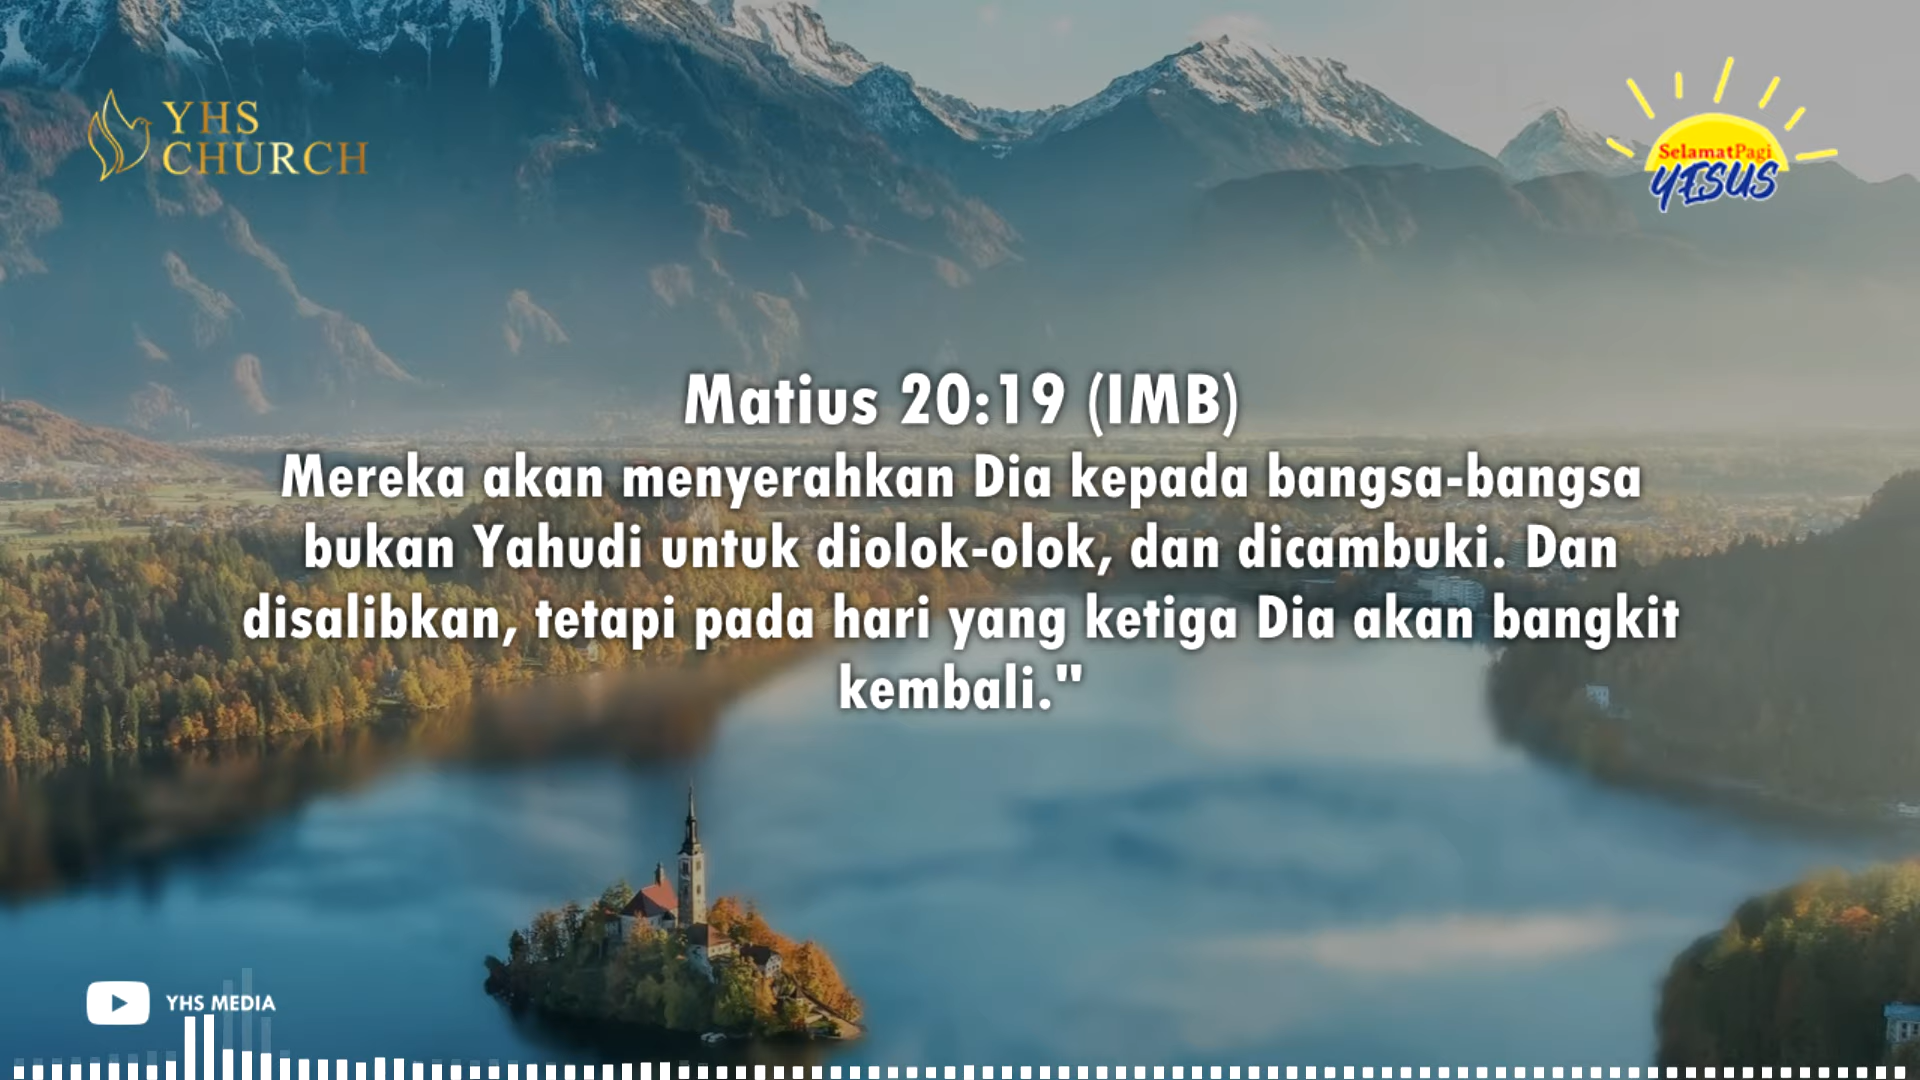 YHS
CHURCH
SelamatPagi
YESUS
Matius 20:19 (IMB)
Mereka akan menyerahkan Dia kepada bangsa-bangsa
bukan Yahudi untuk diolok-olok, dan dicambuki. Dan
disalibkan, tetapi pada hari yang ketiga Dia akan bangkit
kembali."
YHS MEDIA